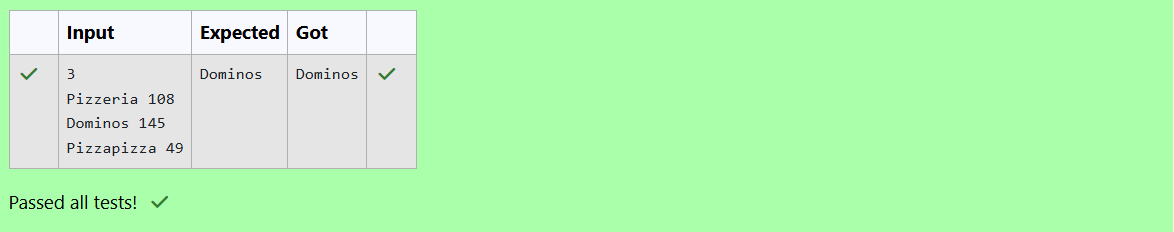 Input Expected Got
3 Dominos Dominos
Pizzeria 108
Dominos 145
Pizzapizza 49
Passed all tests!